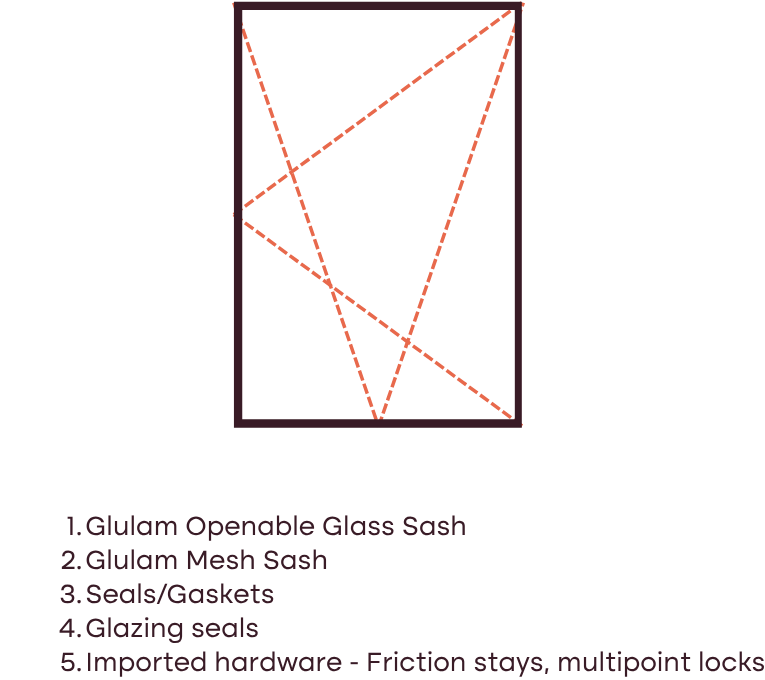 1. Glulam Openable Glass Sash
2. Glulam Mesh Sash
3. Seals/Gaskets
4. Glazing seals
5. Imported hardware - Friction stays, multipoint locks